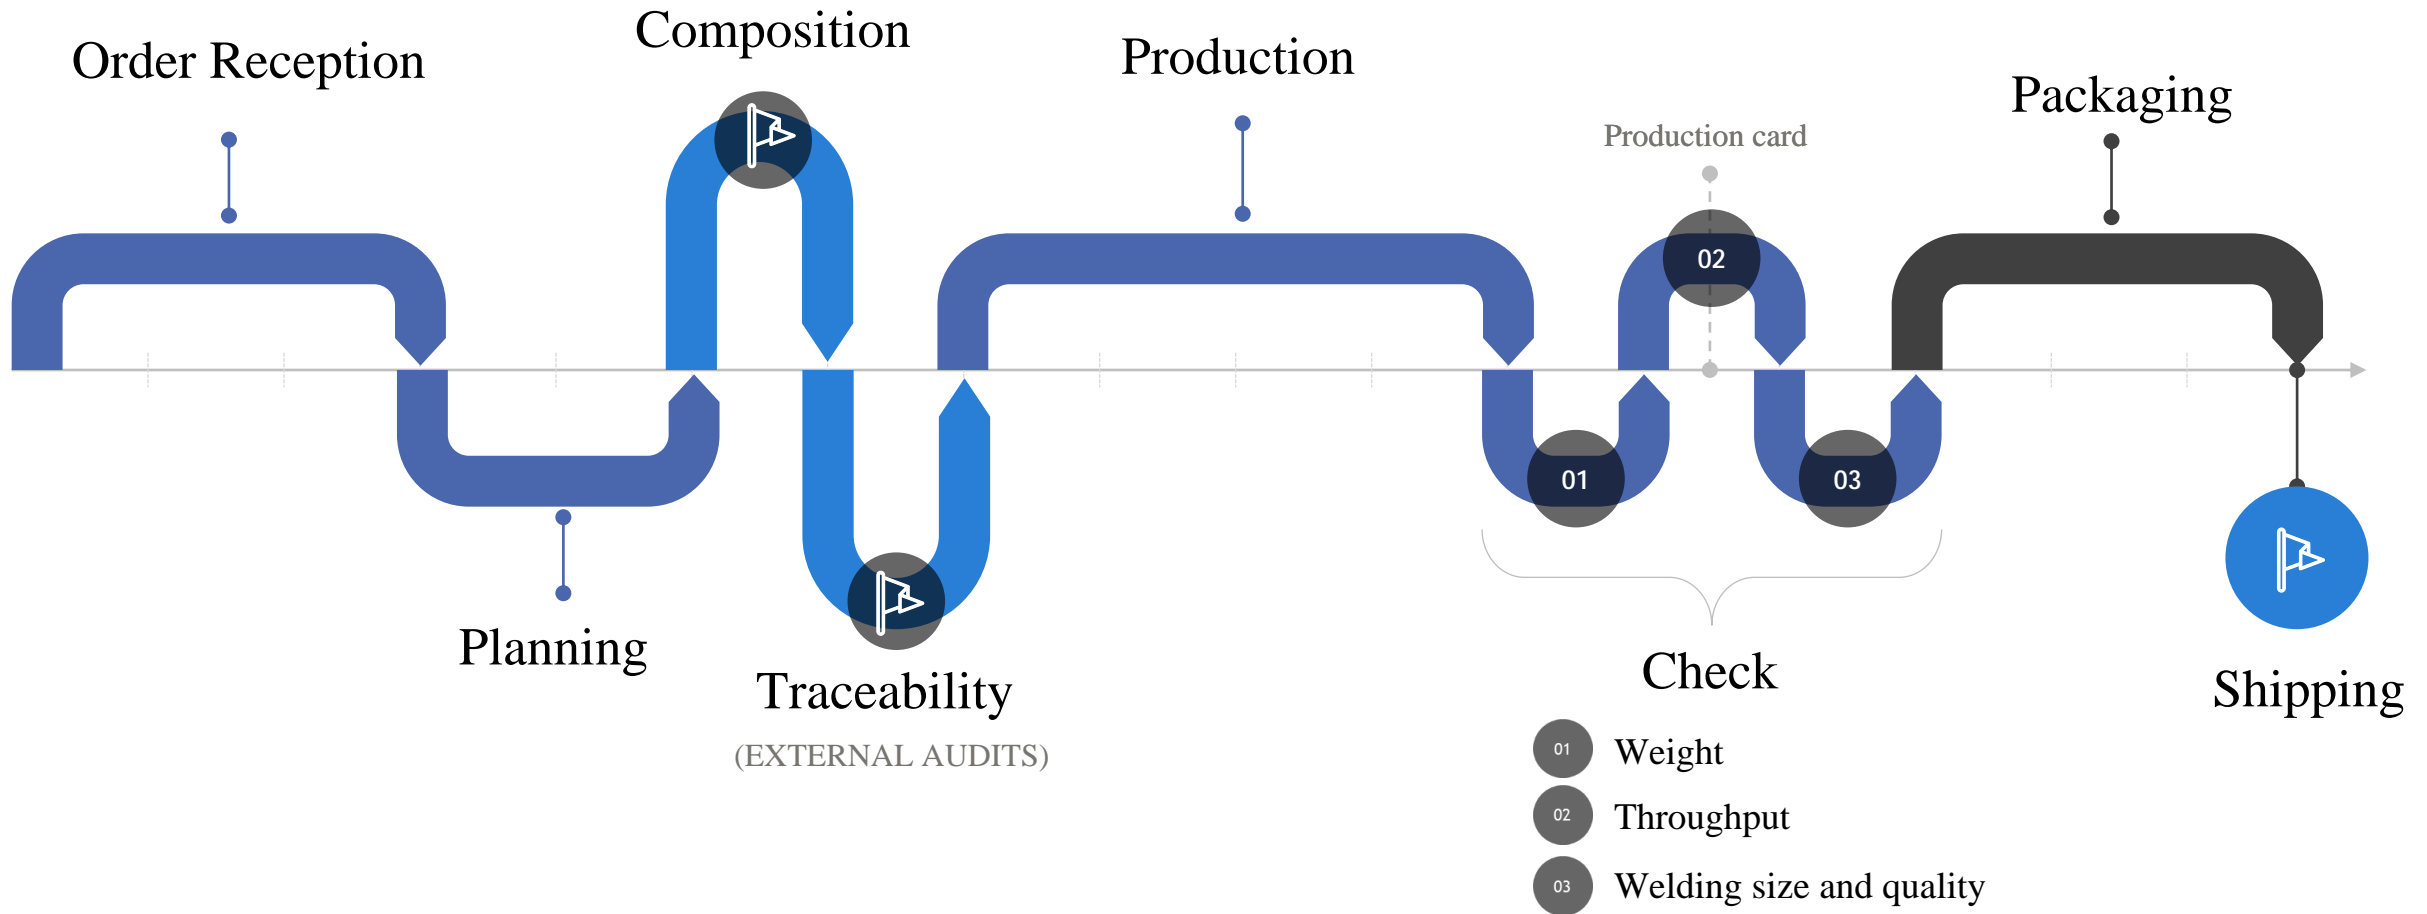 Order Reception
Composition
Production
Production card
Packaging
02
01
03
Planning
Traceability
(EXTERNAL AUDITS)
Check
Shipping
01 Weight
02 Throughput
03 Welding size and quality